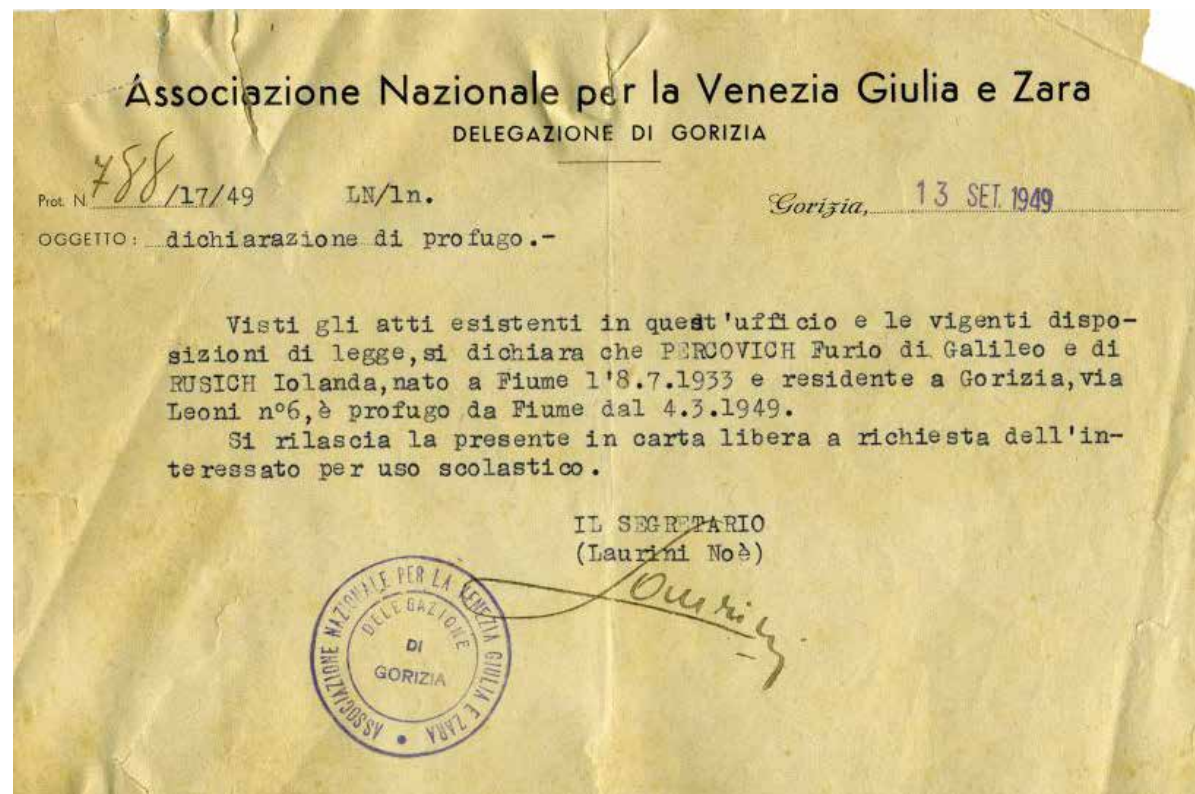 Associazione Nazionale per la Venezia Giulia e Zara
DELEGAZIONE DI GORIZIA
Prot. N. 788/17/49 LN/ln. Gorizia, 13 SET. 1949
OGGETTO: dichiarazione di profugo.-
Visti gli atti esistenti in quest'ufficio e le vigenti dispo-
sizioni di legge,si dichiara che PERCOVICH Furio di Galileo e di
RUSICH Iolanda,nato a Fiume l'8.7.1933 e residente a Gorizia,via
Leoni nº6,è profugo da Fiume dal 4.3.1949.
Si rilascia la presente in carta libera a richiesta dell'in-
teressato per uso scolastico.
IL SEGRETARIO
(Laurini Noè)
Laurini
ASSOCIAZIONE NAZIONALE PER LA VENEZIA GIULIA E ZARA
DELEGAZIONE
DI
GORIZIA